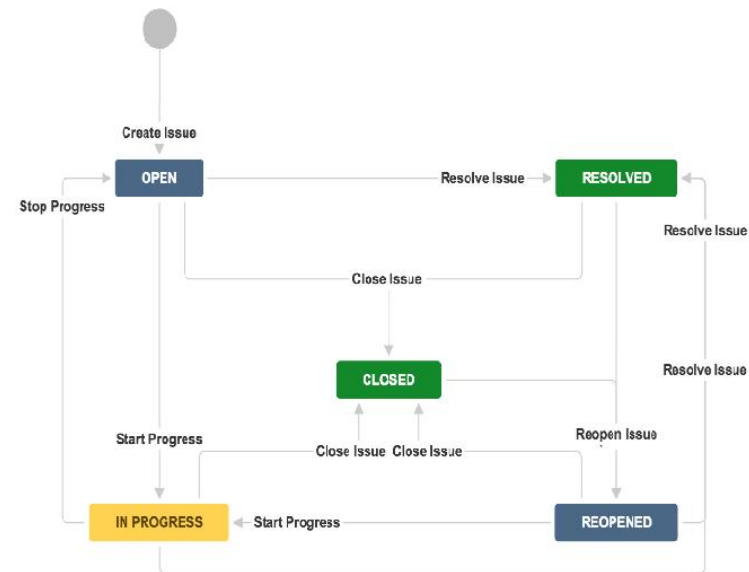 Create Issue
OPEN
Resolve Issue
RESOLVED
Stop Progress
Resolve Issue
Close Issue
CLOSED
Resolve Issue
Start Progress
Reopen Issue
Close Issue
Close Issue
IN PROGRESS
Start Progress
REOPENED